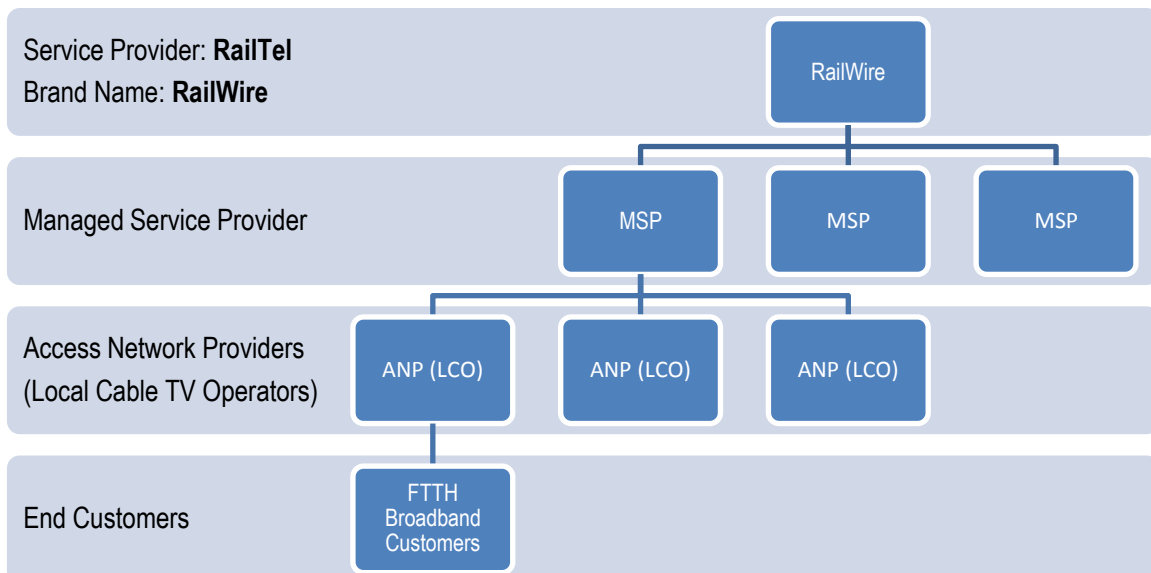 Service Provider: RailTel
Brand Name: RailWire
RailWire
Managed Service Provider
MSP
MSP
MSP
Access Network Providers
(Local Cable TV Operators)
ANP (LCO)
ANP (LCO)
ANP (LCO)
End Customers
FTTH
Broadband
Customers